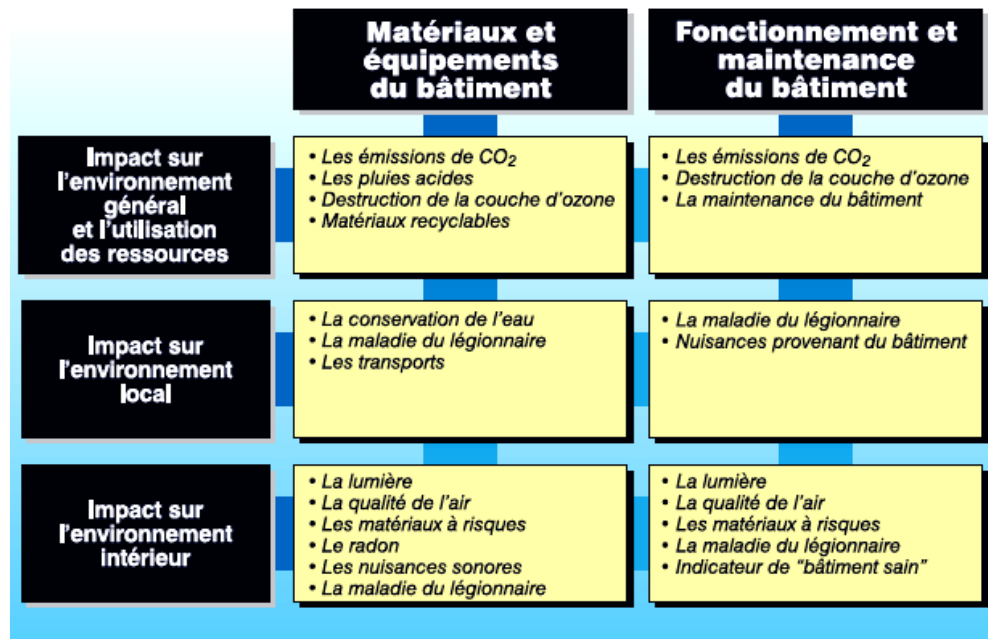 Matériaux et
équipements
du bâtiment
Fonctionnement et
maintenance
du bâtiment
Impact sur
l'environnement
général
et l'utilisation
des ressources
• Les émissions de CO₂
• Les pluies acides
• Destruction de la couche d'ozone
• Matériaux recyclables
• Les émissions de CO₂
• Destruction de la couche d'ozone
• La maintenance du bâtiment
Impact sur
l'environnement
local
• La conservation de l'eau
• La maladie du légionnaire
• Les transports
• La maladie du légionnaire
• Nuisances provenant du bâtiment
Impact sur
l'environnement
intérieur
• La lumière
• La qualité de l'air
• Les matériaux à risques
• Le radon
• Les nuisances sonores
• La maladie du légionnaire
• La lumière
• La qualité de l'air
• Les matériaux à risques
• La maladie du légionnaire
• Indicateur de "bâtiment sain"